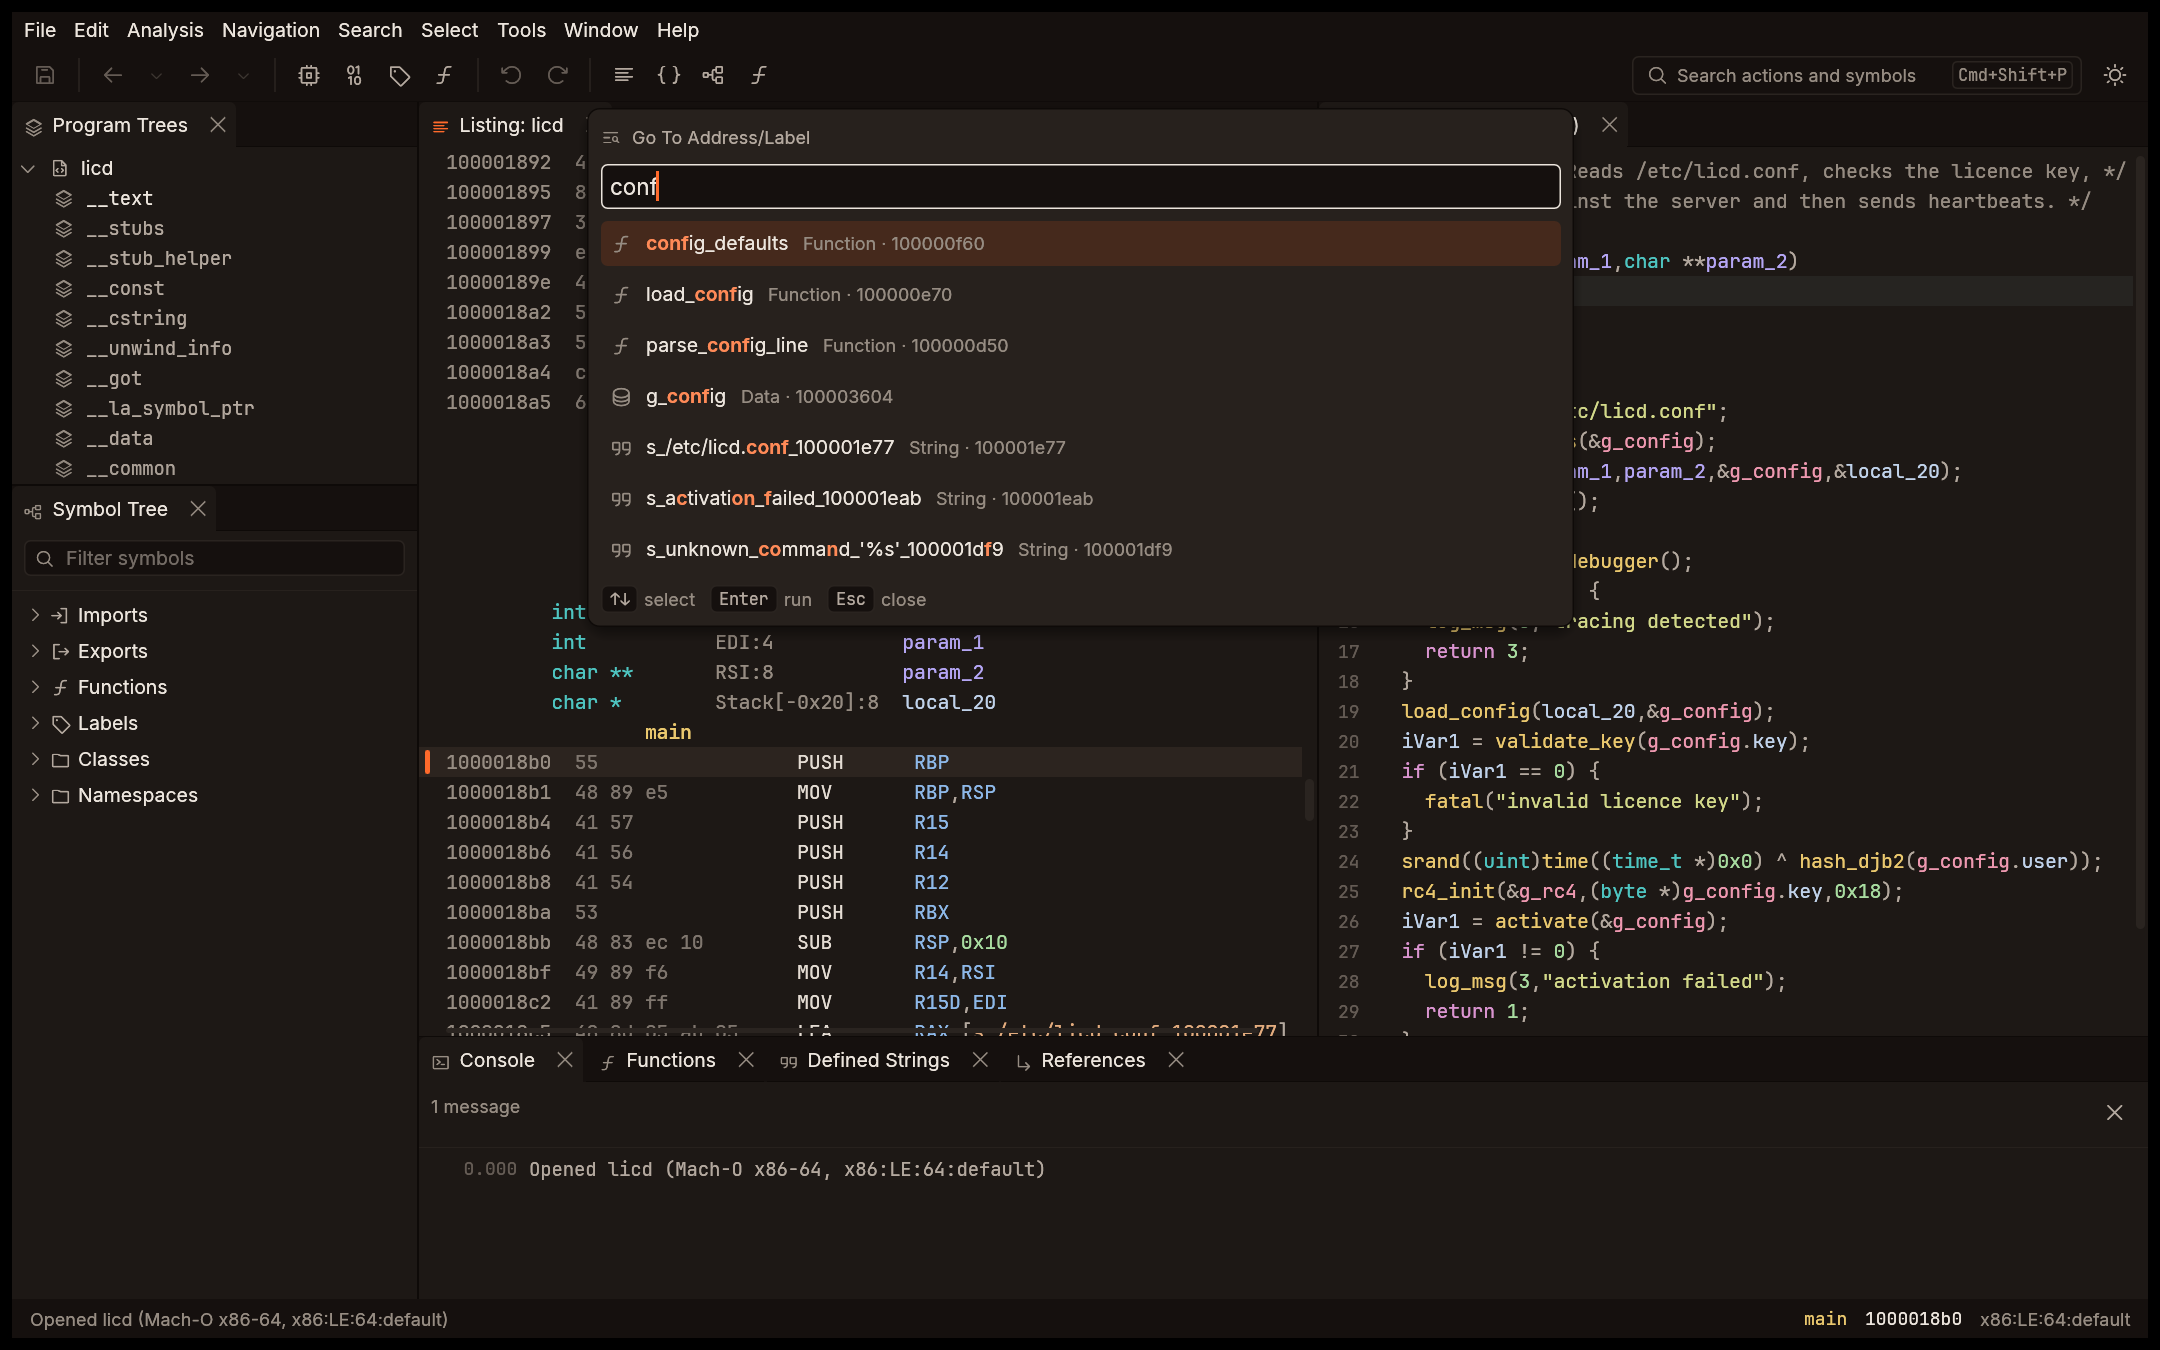 File Edit Analysis Navigation Search Select Tools Window Help
Search actions and symbols Cmd+Shift+P
Program Trees
licd
__text
__stubs
__stub_helper
__const
__cstring
__unwind_info
__got
__la_symbol_ptr
__data
__common
Symbol Tree
Filter symbols
Imports
Exports
Functions
Labels
Classes
Namespaces
Listing: licd
100001892 4
100001895 8
100001897 3
100001899 e
10000189e 4
1000018a2 5
1000018a3 5
1000018a4 c
1000018a5 6
Go To Address/Label
conf
config_defaults Function · 100000f60
load_config Function · 100000e70
parse_config_line Function · 100000d50
g_config Data · 100003604
s_/etc/licd.conf_100001e77 String · 100001e77
s_activation_failed_100001eab String · 100001eab
s_unknown_command_'%s'_100001df9 String · 100001df9
↑↓ select Enter run Esc close
int
int EDI:4 param_1
char ** RSI:8 param_2
char * Stack[-0x20]:8 local_20
main
1000018b0 55 PUSH RBP
1000018b1 48 89 e5 MOV RBP,RSP
1000018b4 41 57 PUSH R15
1000018b6 41 56 PUSH R14
1000018b8 41 54 PUSH R12
1000018ba 53 PUSH RBX
1000018bb 48 83 ec 10 SUB RSP,0x10
1000018bf 49 89 f6 MOV R14,RSI
1000018c2 41 89 ff MOV R15D,EDI
LEA RAX,[s_/etc/licd.conf_100001e77]
)
eads /etc/licd.conf, checks the licence key, */
nst the server and then sends heartbeats. */
m_1,char **param_2)
c/licd.conf";
(&g_config);
m_1,param_2,&g_config,&local_20);
);
ebugger();
{
racing detected");
17 return 3;
18 }
19 load_config(local_20,&g_config);
20 iVar1 = validate_key(g_config.key);
21 if (iVar1 == 0) {
22 fatal("invalid licence key");
23 }
24 srand((uint)time((time_t *)0x0) ^ hash_djb2(g_config.user));
25 rc4_init(&g_rc4,(byte *)g_config.key,0x18);
26 iVar1 = activate(&g_config);
27 if (iVar1 != 0) {
28 log_msg(3,"activation failed");
29 return 1;
Console Functions Defined Strings References
1 message
0.000 Opened licd (Mach-O x86-64, x86:LE:64:default)
Opened licd (Mach-O x86-64, x86:LE:64:default)
main 1000018b0 x86:LE:64:default